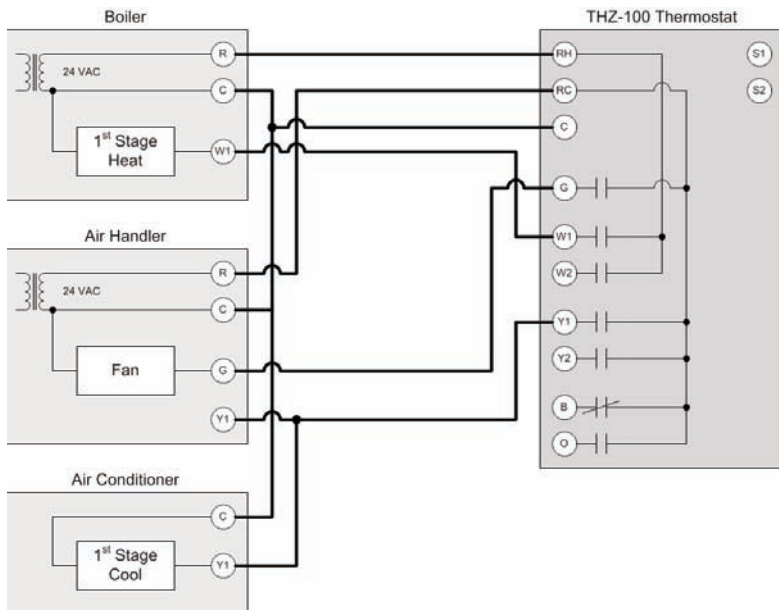 Boiler
R
24 VAC
C
1st Stage
Heat
W1
Air Handler
R
24 VAC
C
Fan
G
Y1
Air Conditioner
C
1st Stage
Cool
Y1
THZ-100 Thermostat
RH
S1
RC
S2
C
G
W1
W2
Y1
Y2
B
O